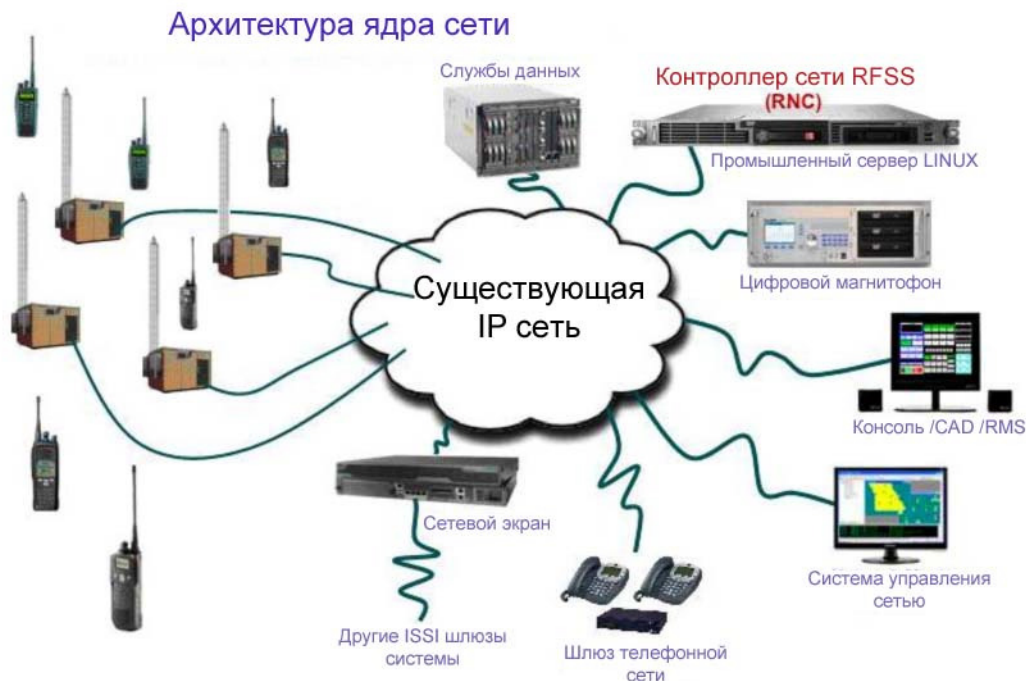 Архитектура ядра сети
Службы данных
Контроллер сети RFSS
(RNC)
Промышленный сервер LINUX
Цифровой магнитофон
Существующая
IP сеть
Консоль /CAD /RMS
Сетевой экран
Система управления
сетью
Другие ISSI шлюзы
системы
Шлюз телефонной
сети